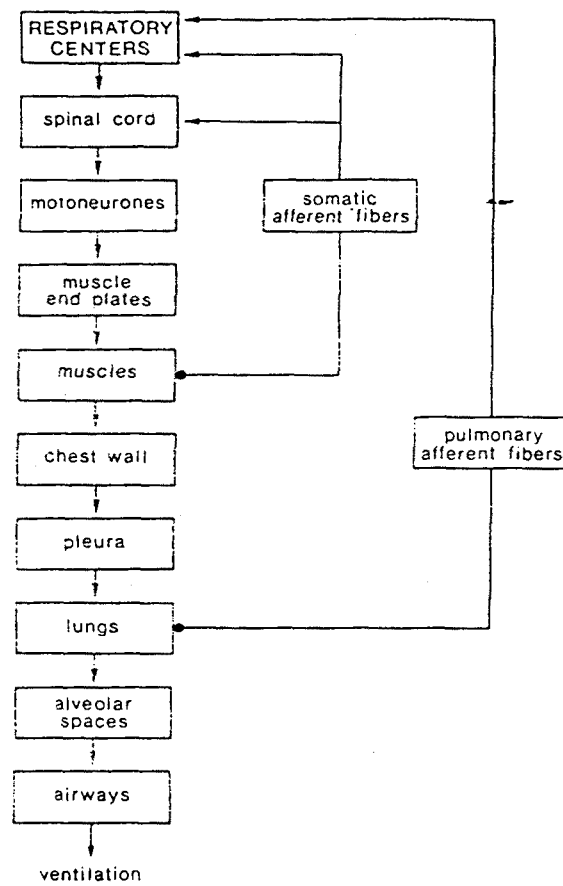 RESPIRATORY
CENTERS
spinal cord
motoneurones
somatic
afferent fibers
muscle
end plates
muscles
chest wall
pulmonary
afferent fibers
pleura
lungs
alveolar
spaces
airways
ventilation